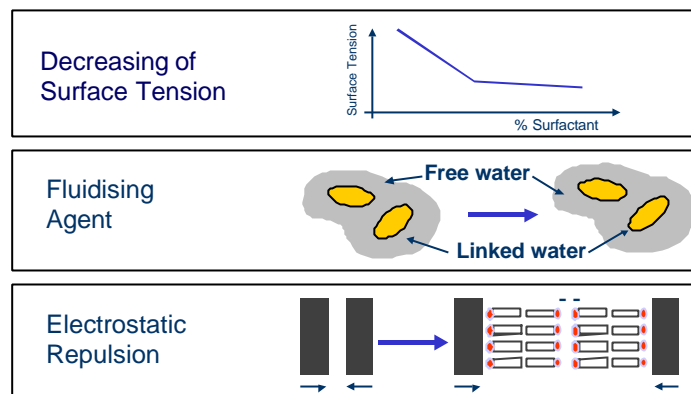 Decreasing of
Surface Tension
Surface Tension
% Surfactant
Fluidising
Agent
Free water
Linked water
Electrostatic
Repulsion
- -